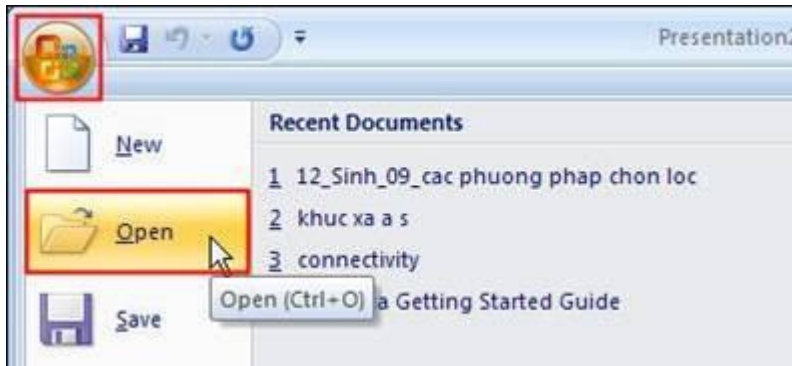 Presentation2
New
Recent Documents
1 12_Sinh_09_cac phuong phap chon loc
Open
2 khuc xa a s
3 connectivity
Open (Ctrl+O)
a Getting Started Guide
Save